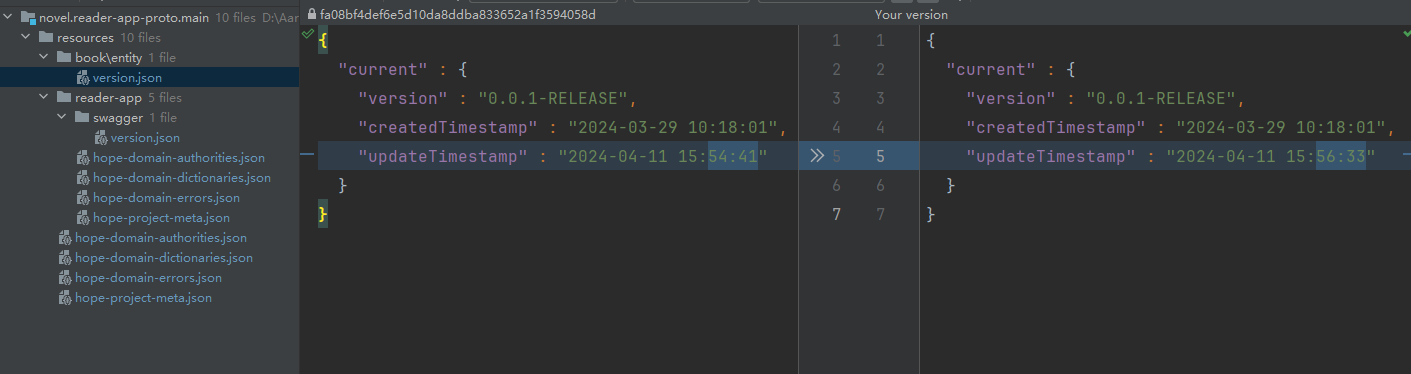 novel.reader-app-proto.main 10 files D:\Aar
resources 10 files
book\entity 1 file
version.json
reader-app 5 files
swagger 1 file
version.json
hope-domain-authorities.json
hope-domain-dictionaries.json
hope-domain-errors.json
hope-project-meta.json
hope-domain-authorities.json
hope-domain-dictionaries.json
hope-domain-errors.json
hope-project-meta.json
fa08bf4def6e5d10da8ddba833652a1f3594058d
{
"current" : {
"version" : "0.0.1-RELEASE",
"createdTimestamp" : "2024-03-29 10:18:01",
"updateTimestamp" : "2024-04-11 15:54:41"
}
}
1 1
2 2
3 3
4 4
5 5
6 6
7 7
Your version
{
"current" : {
"version" : "0.0.1-RELEASE",
"createdTimestamp" : "2024-03-29 10:18:01",
"updateTimestamp" : "2024-04-11 15:56:33"
}
}